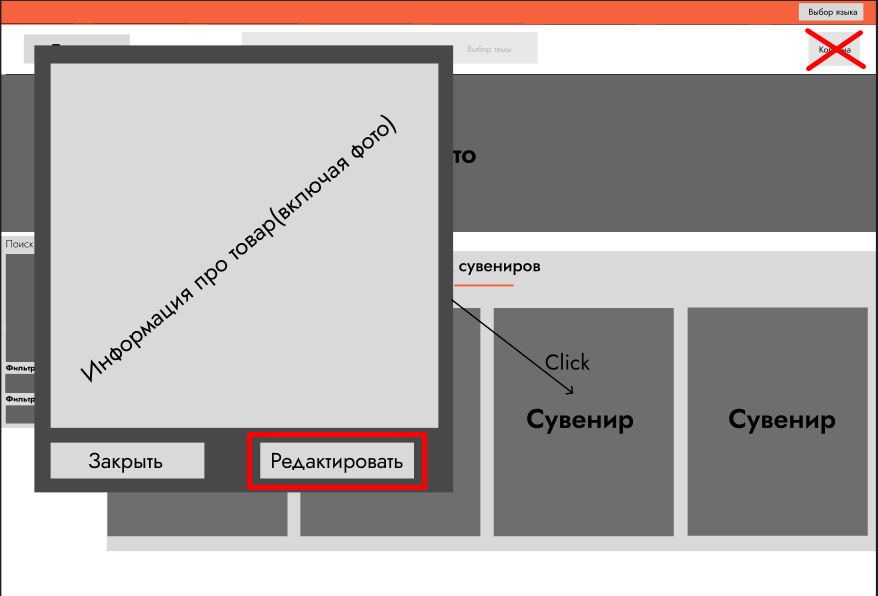 Выбор языка
Выбор темы
то
Информация про товар(включая фото)
Поиск
сувениров
Click
Фильтр
Фильтр
Сувенир
Сувенир
Закрыть
Редактировать